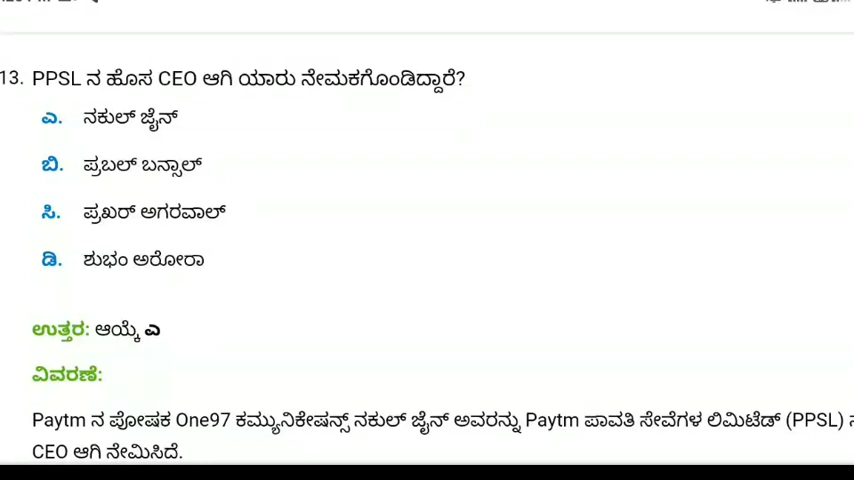 13. PPSL ನ ಹೊಸ CEO ಆಗಿ ಯಾರು ನೇಮಕಗೊಂಡಿದ್ದಾರೆ?
ಎ. ನಕುಲ್ ಜೈನ್
ಬಿ. ಪ್ರಬಲ್ ಬನ್ಸಾಲ್
ಸಿ. ಪ್ರಖರ್ ಅಗರವಾಲ್
ಡಿ. ಶುಭಂ ಅರೋರಾ
ಉತ್ತರ: ಆಯ್ಕೆ ಎ
ವಿವರಣೆ:
Paytm ನ ಪೋಷಕ One97 ಕಮ್ಯುನಿಕೇಷನ್ಸ್ ನಕುಲ್ ಜೈನ್ ಅವರನ್ನು Paytm ಪಾವತಿ ಸೇವೆಗಳ ಲಿಮಿಟೆಡ್ (PPSL)
CEO ಆಗಿ ನೇಮಿಸಿದೆ.